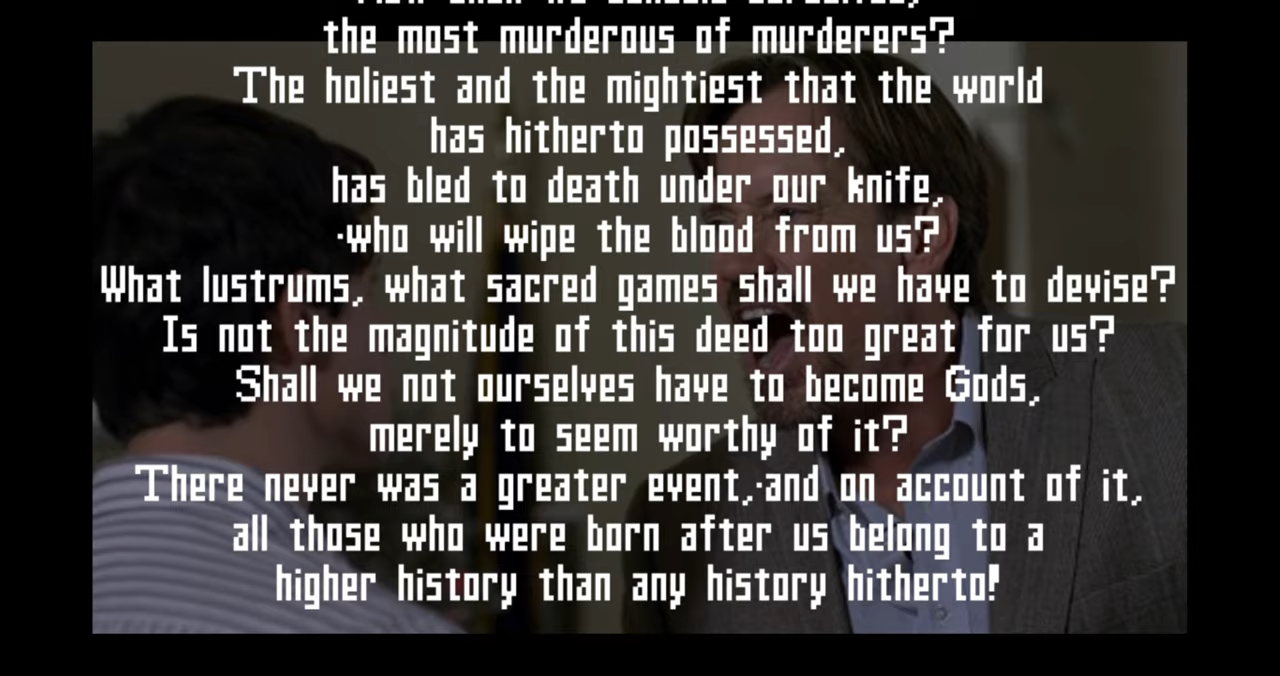 the most murderous of murderers?
The holiest and the mightiest that the world
has hitherto possessed,
has bled to death under our knife,
-who will wipe the blood from us?
What lustrums, what sacred games shall we have to devise?
Is not the magnitude of this deed too great for us?
Shall we not ourselves have to become Gods,
merely to seem worthy of it?
There never was a greater event,-and on account of it,
all those who were born after us belong to a
higher history than any history hitherto!